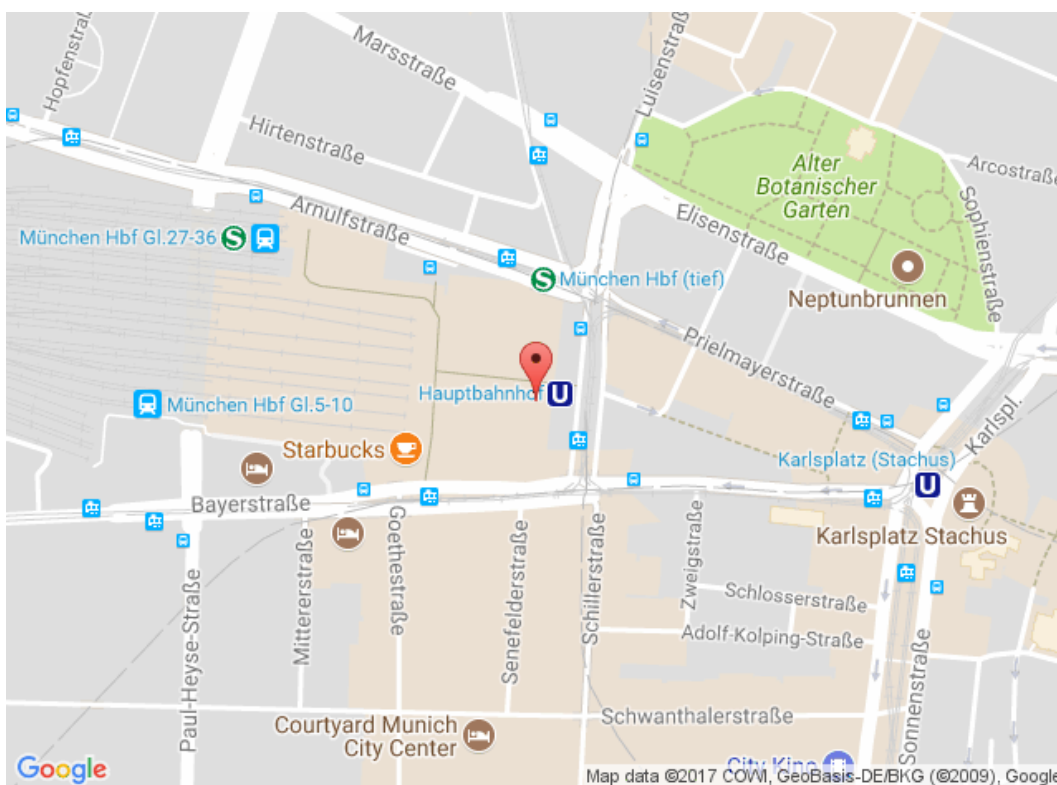 Hopfenstraße
Marsstraße
Luisenstraße
Hirtenstraße
Alter
Botanischer
Garten
Arcostraße
Sophienstraße
Arnulfstraße
Elisenstraße
München Hbf Gl.27-36
S
S
München Hbf (tief)
Neptunbrunnen
Prielmayerstraße
Hauptbahnhof
U
München Hbf Gl.5-10
Karlspl.
Starbucks
Karlsplatz (Stachus)
U
Bayerstraße
Karlsplatz Stachus
Goethestraße
Mittererstraße
Paul-Heyse-Straße
Senefelderstraße
Schillerstraße
Zweigstraße
Schlosserstraße
Adolf-Kolping-Straße
Sonnenstraße
Schwanthalerstraße
Courtyard Munich
City Center
City Kino
Google
Map data ©2017 COWI, GeoBasis-DE/BKG (©2009), Google